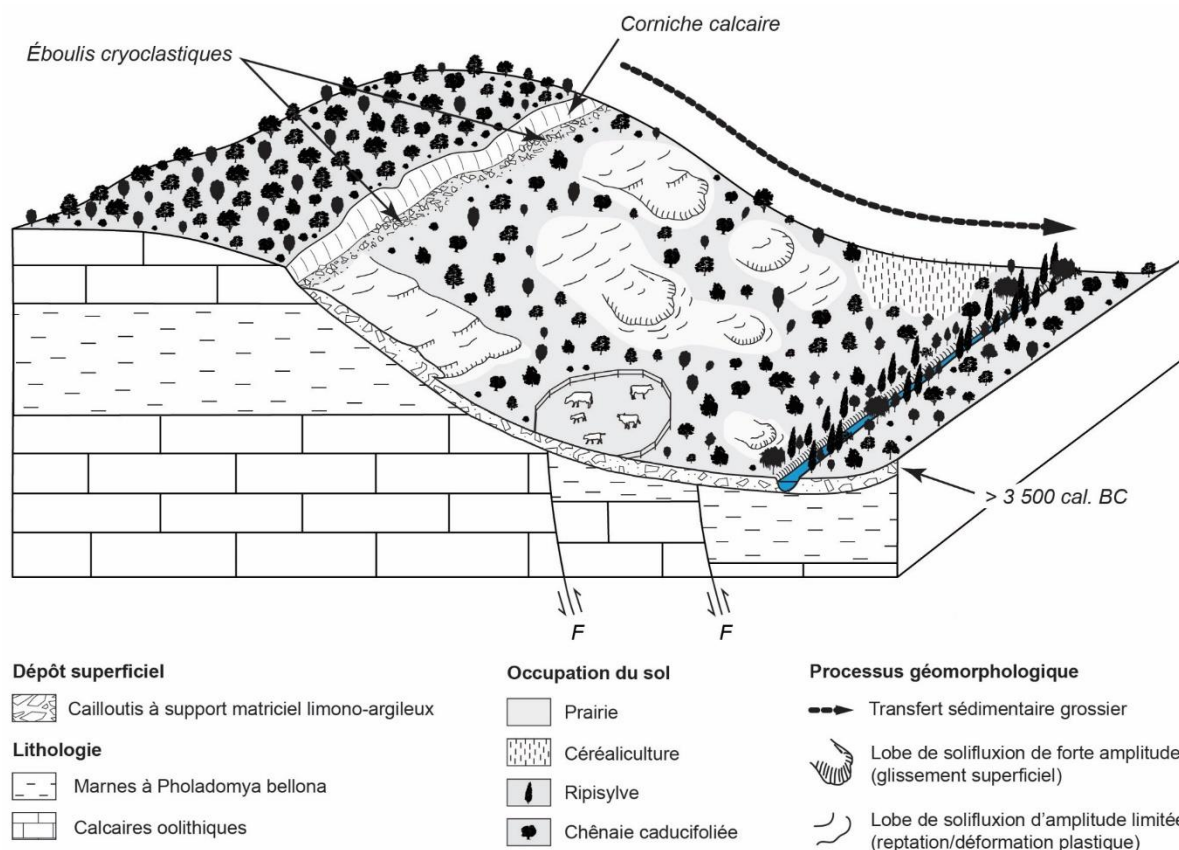 Corniche calcaire
Éboulis cryoclastiques
> 3 500 cal. BC
F
F
Dépôt superficiel
Cailloutis à support matriciel limono-argileux
Lithologie
Marnes à Pholadomya bellona
Calcaires oolithiques
Occupation du sol
Prairie
Céréaliculture
Ripisylve
Chênaie caducifoliée
Processus géomorphologique
Transfert sédimentaire grossier
Lobe de solifluxion de forte amplitude
(glissement superficiel)
Lobe de solifluxion d'amplitude limitée
(reptation/déformation plastique)